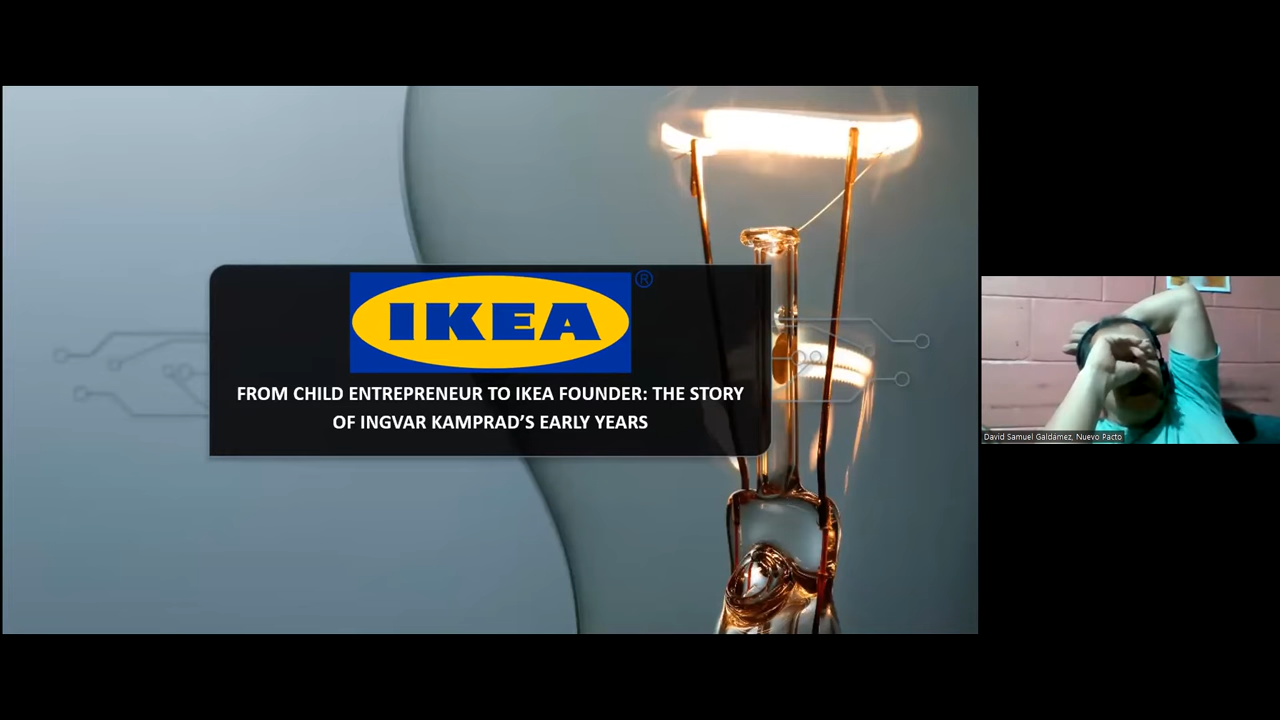 IKEA
®
FROM CHILD ENTREPRENEUR TO IKEA FOUNDER: THE STORY
OF INGVAR KAMPRAD’S EARLY YEARS
David Samuel Galdámez, Nuevo Pacto